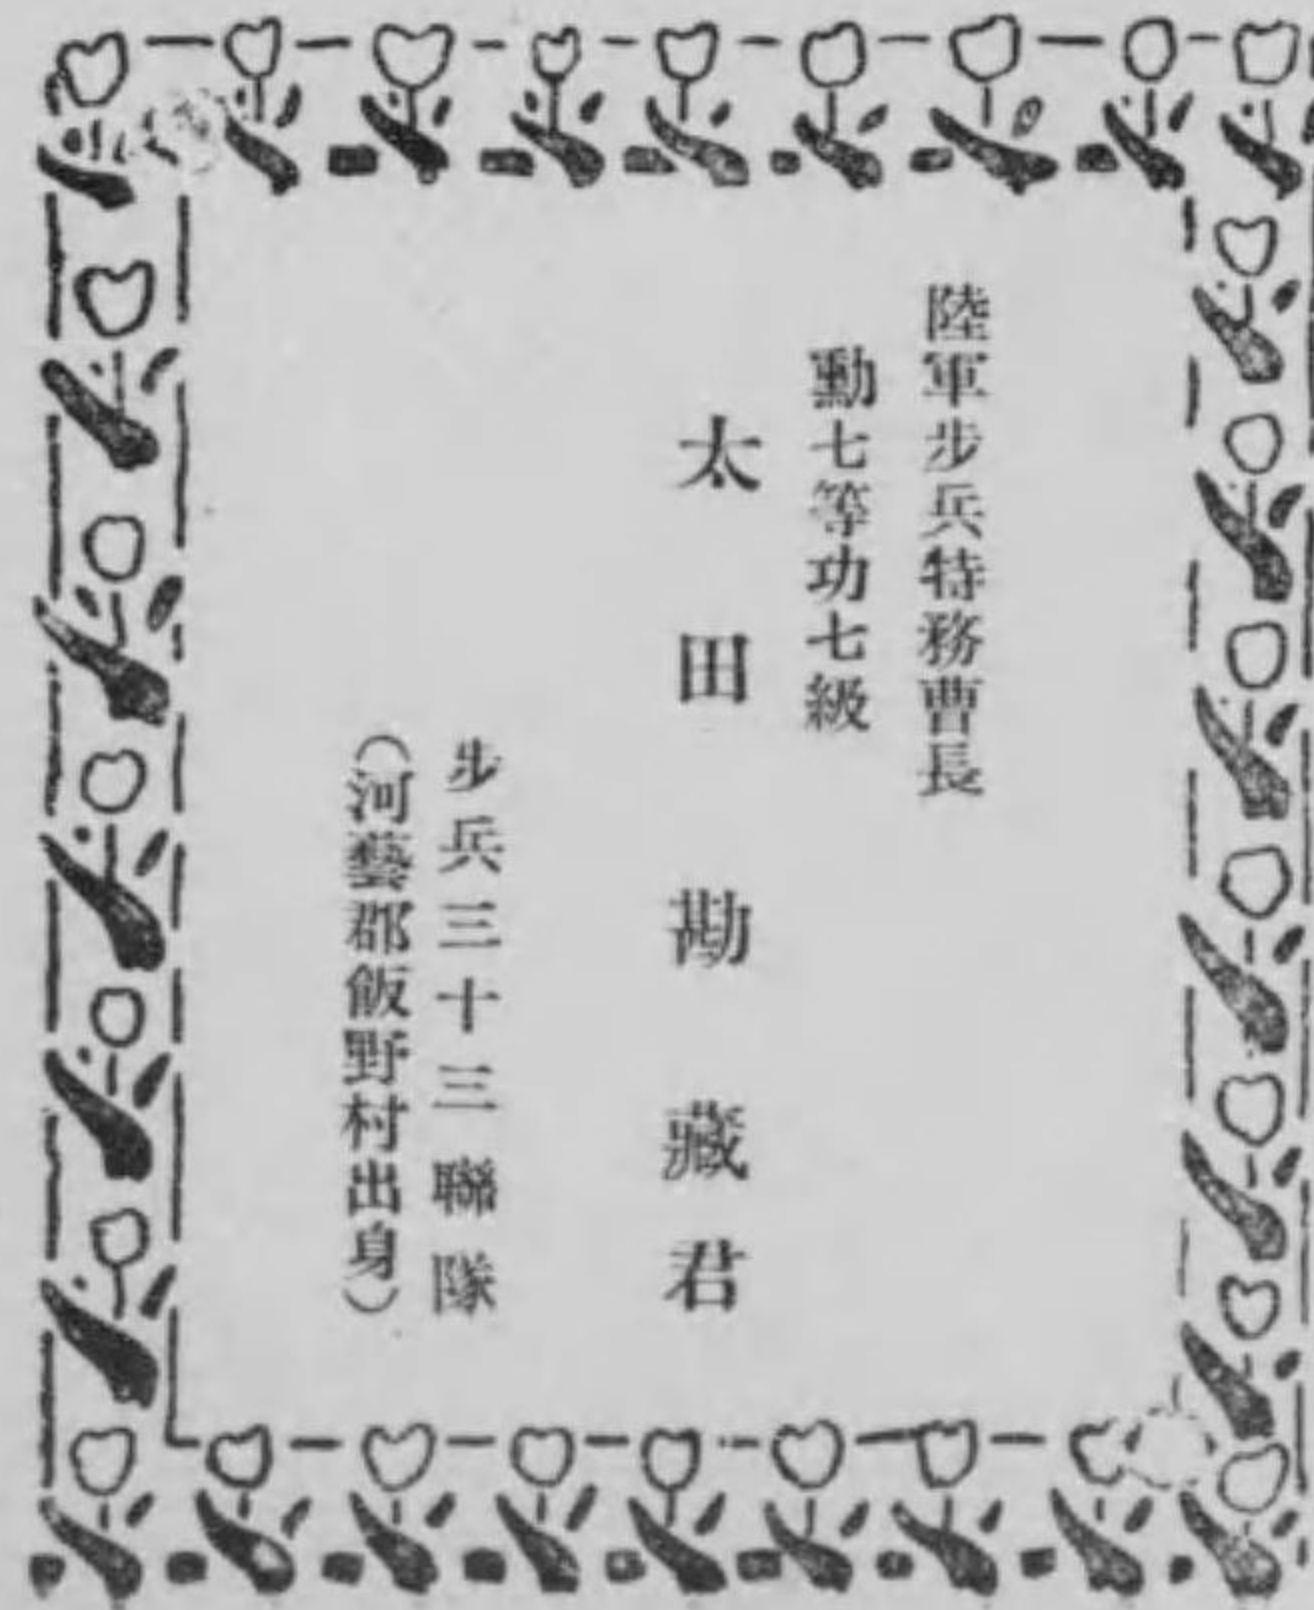 陸軍步兵特務曹長
勳七等功七級
太田勘藏君
步兵三十三聯隊
（河藝郡飯野村出身）